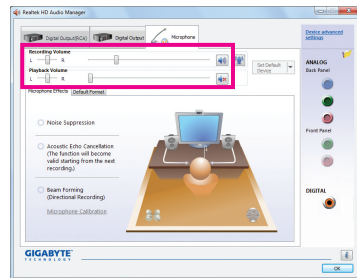 Realtek HD Audio Manager
Digital Output(RCA)
Digital Output
Microphone
Device advanced
settings
Recording Volume
L R
Set Default
Device
Playback Volume
L R
ANALOG
Back Panel
Microphone Effects
Default Format
Noise Suppression
Acoustic Echo Cancellation
(The function will become
valid starting from the next
recording.)
Front Panel
Beam Forming
(Directional Recording)
Microphone Calibration
DIGITAL
GIGABYTE
TECHNOLOGY
i
OK